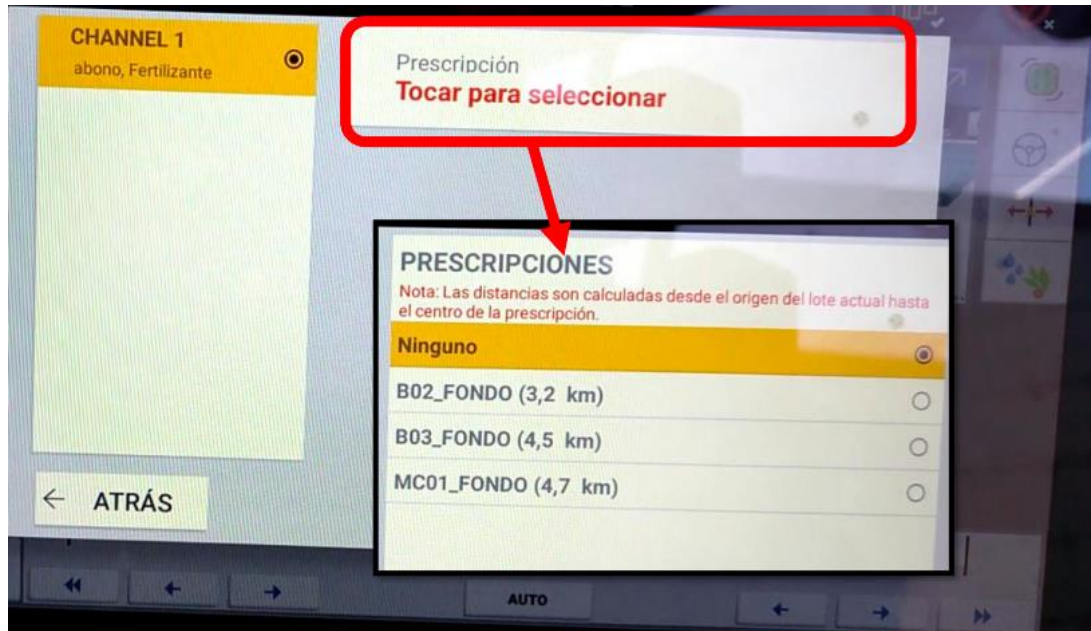 CHANNEL 1
abono, Fertilizante
Prescripción
Tocar para seleccionar
PRESCRIPCIONES
Nota: Las distancias son calculadas desde el origen del lote actual hasta
el centro de la prescripción.
Ninguno
B02_FONDO (3,2 km)
B03_FONDO (4,5 km)
MC01_FONDO (4,7 km)
← ATRÁS
AUTO